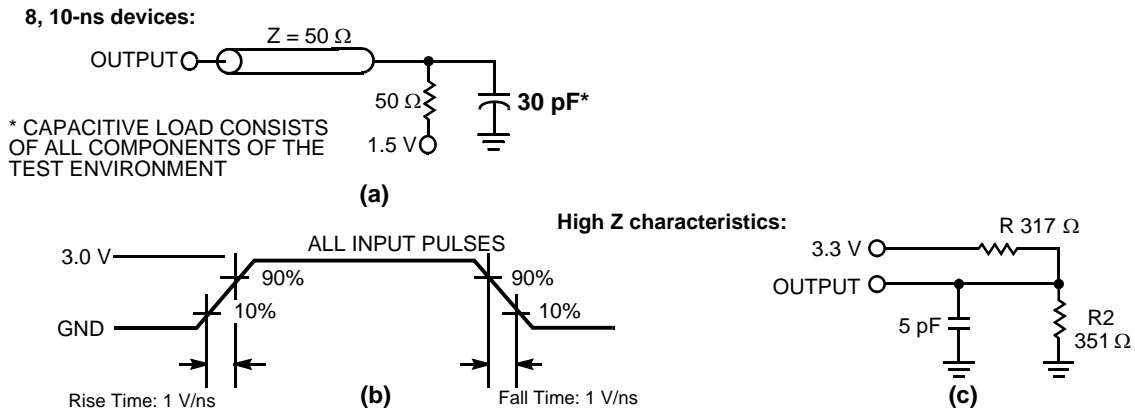 8, 10-ns devices:
Z = 50 Ω
OUTPUT
50 Ω
30 pF*
1.5 V
* CAPACITIVE LOAD CONSISTS
OF ALL COMPONENTS OF THE
TEST ENVIRONMENT
(a)
High Z characteristics:
3.0 V
ALL INPUT PULSES
90%
10%
GND
90%
10%
Rise Time: 1 V/ns
(b)
Fall Time: 1 V/ns
R 317 Ω
3.3 V
OUTPUT
5 pF
R2
351 Ω
(c)